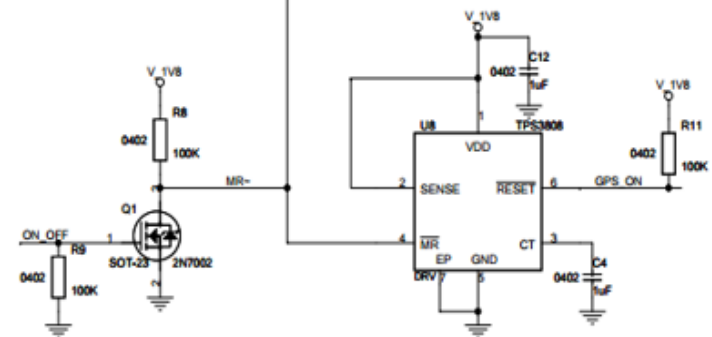 V_1V8
C12
0402
1uF
V_1V8
R8
0402
100K
V_1V8
R11
0402
100K
1
U8
TPS3808
VDD
3
MR~
2
SENSE
RESET
6
GPS_ON
Q1
ON_OFF
1
4
MR
CT
3
R9
SOT-23
2N7002
EP
GND
C4
0402
1uF
0402
100K
2
DRV
7
5